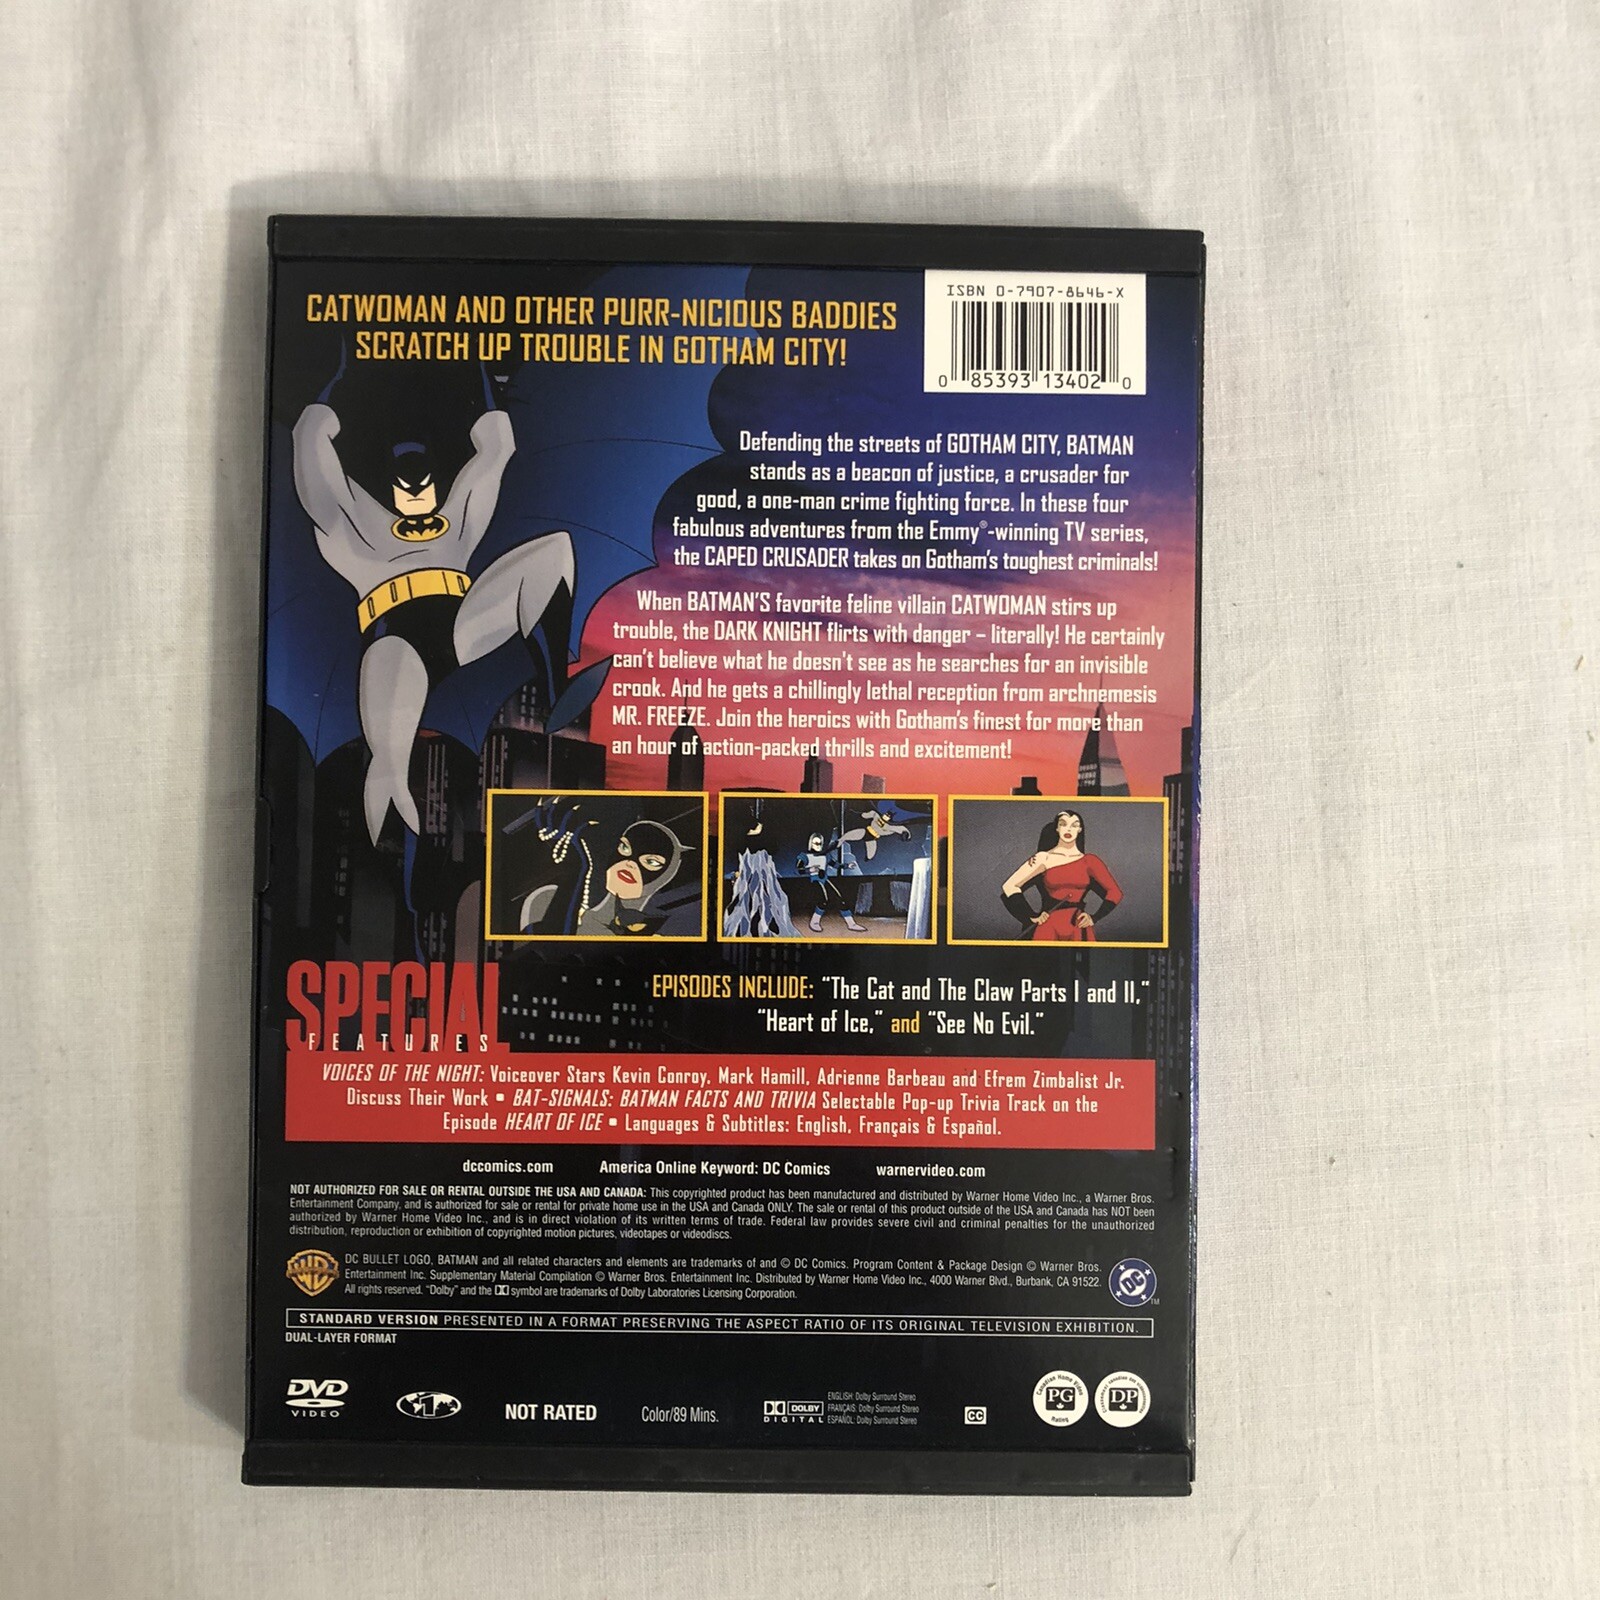 CATWOMAN AND OTHER PURR-NICIOUS BADDIES
SCRATCH UP TROUBLE IN GOTHAM CITY!
ISBN 0-7907-8646-X
0 85393 13402 0
Defending the streets of GOTHAM CITY, BATMAN
stands as a beacon of justice, a crusader for
good, a one-man crime fighting force. In these four
fabulous adventures from the Emmy®-winning TV series,
the CAPED CRUSADER takes on Gotham's toughest criminals!
When BATMAN'S favorite feline villain CATWOMAN stirs up
trouble, the DARK KNIGHT flirts with danger – literally! He certainly
can't believe what he doesn't see as he searches for an invisible
crook. And he gets a chillingly lethal reception from archnemesis
MR. FREEZE. Join the heroics with Gotham's finest for more than
an hour of action-packed thrills and excitement!
EPISODES INCLUDE: “The Cat and The Claw Parts I and II,”
“Heart of Ice,” and “See No Evil.”
SPECIAL
FEATURES
VOICES OF THE NIGHT: Voiceover Stars Kevin Conroy, Mark Hamill, Adrienne Barbeau and Efrem Zimbalist Jr.
Discuss Their Work • BAT-SIGNALS: BATMAN FACTS AND TRIVIA Selectable Pop-up Trivia Track on the
Episode HEART OF ICE • Languages & Subtitles: English, Français & Español.
dccomics.com America Online Keyword: DC Comics warnervideo.com
NOT AUTHORIZED FOR SALE OR RENTAL OUTSIDE THE USA AND CANADA: This copyrighted product has been manufactured and distributed by Warner Home Video Inc., a Warner Bros.
Entertainment Company, and is authorized for sale or rental for private home use in the USA and Canada ONLY. The sale or rental of this product outside of the USA and Canada has NOT been
authorized by Warner Home Video Inc., and is in direct violation of its written terms of trade. Federal law provides severe civil and criminal penalties for the unauthorized
distribution, reproduction or exhibition of copyrighted motion pictures, videotapes or videodiscs.
DC BULLET LOGO, BATMAN and all related characters and elements are trademarks of and © DC Comics. Program Content & Package Design © Warner Bros.
Entertainment Inc. Supplementary Material Compilation © Warner Bros. Entertainment Inc. Distributed by Warner Home Video Inc., 4000 Warner Blvd., Burbank, CA 91522.
All rights reserved. “Dolby” and the DD symbol are trademarks of Dolby Laboratories Licensing Corporation.
WB
DC
TM
STANDARD VERSION PRESENTED IN A FORMAT PRESERVING THE ASPECT RATIO OF ITS ORIGINAL TELEVISION EXHIBITION.
DUAL-LAYER FORMAT
DVD
VIDEO
1
NOT RATED
Color/89 Mins.
DOLBY
DIGITAL
ENGLISH: Dolby Surround Stereo
FRANÇAIS: Dolby Surround Stereo
ESPAÑOL: Dolby Surround Stereo
CC
Canadian Home Video
PG
Rating
DP